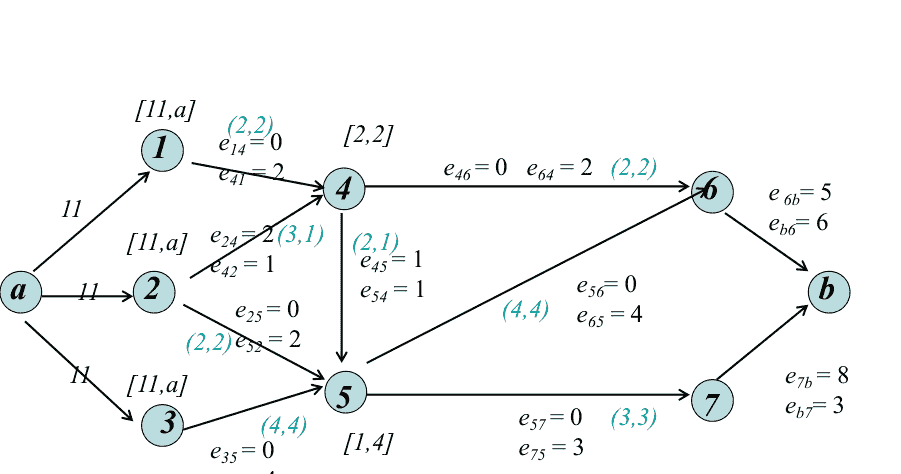 [11,a]
(2,2)
e14 = 0
e41 = 2
1
[2,2]
4
e46 = 0 e64 = 2 (2,2)
6
e 6b = 5
eb6 = 6
11
[11,a]
e24 = 2 (3,1)
e42 = 1
(2,1)
e45 = 1
e54 = 1
a
11
2
b
e25 = 0
(2,2) e52 = 2
(4,4)
e56 = 0
e65 = 4
11
[11,a]
3
5
7
e7b = 8
eb7 = 3
(4,4)
e35 = 0
[1,4]
e57 = 0 (3,3)
e75 = 3